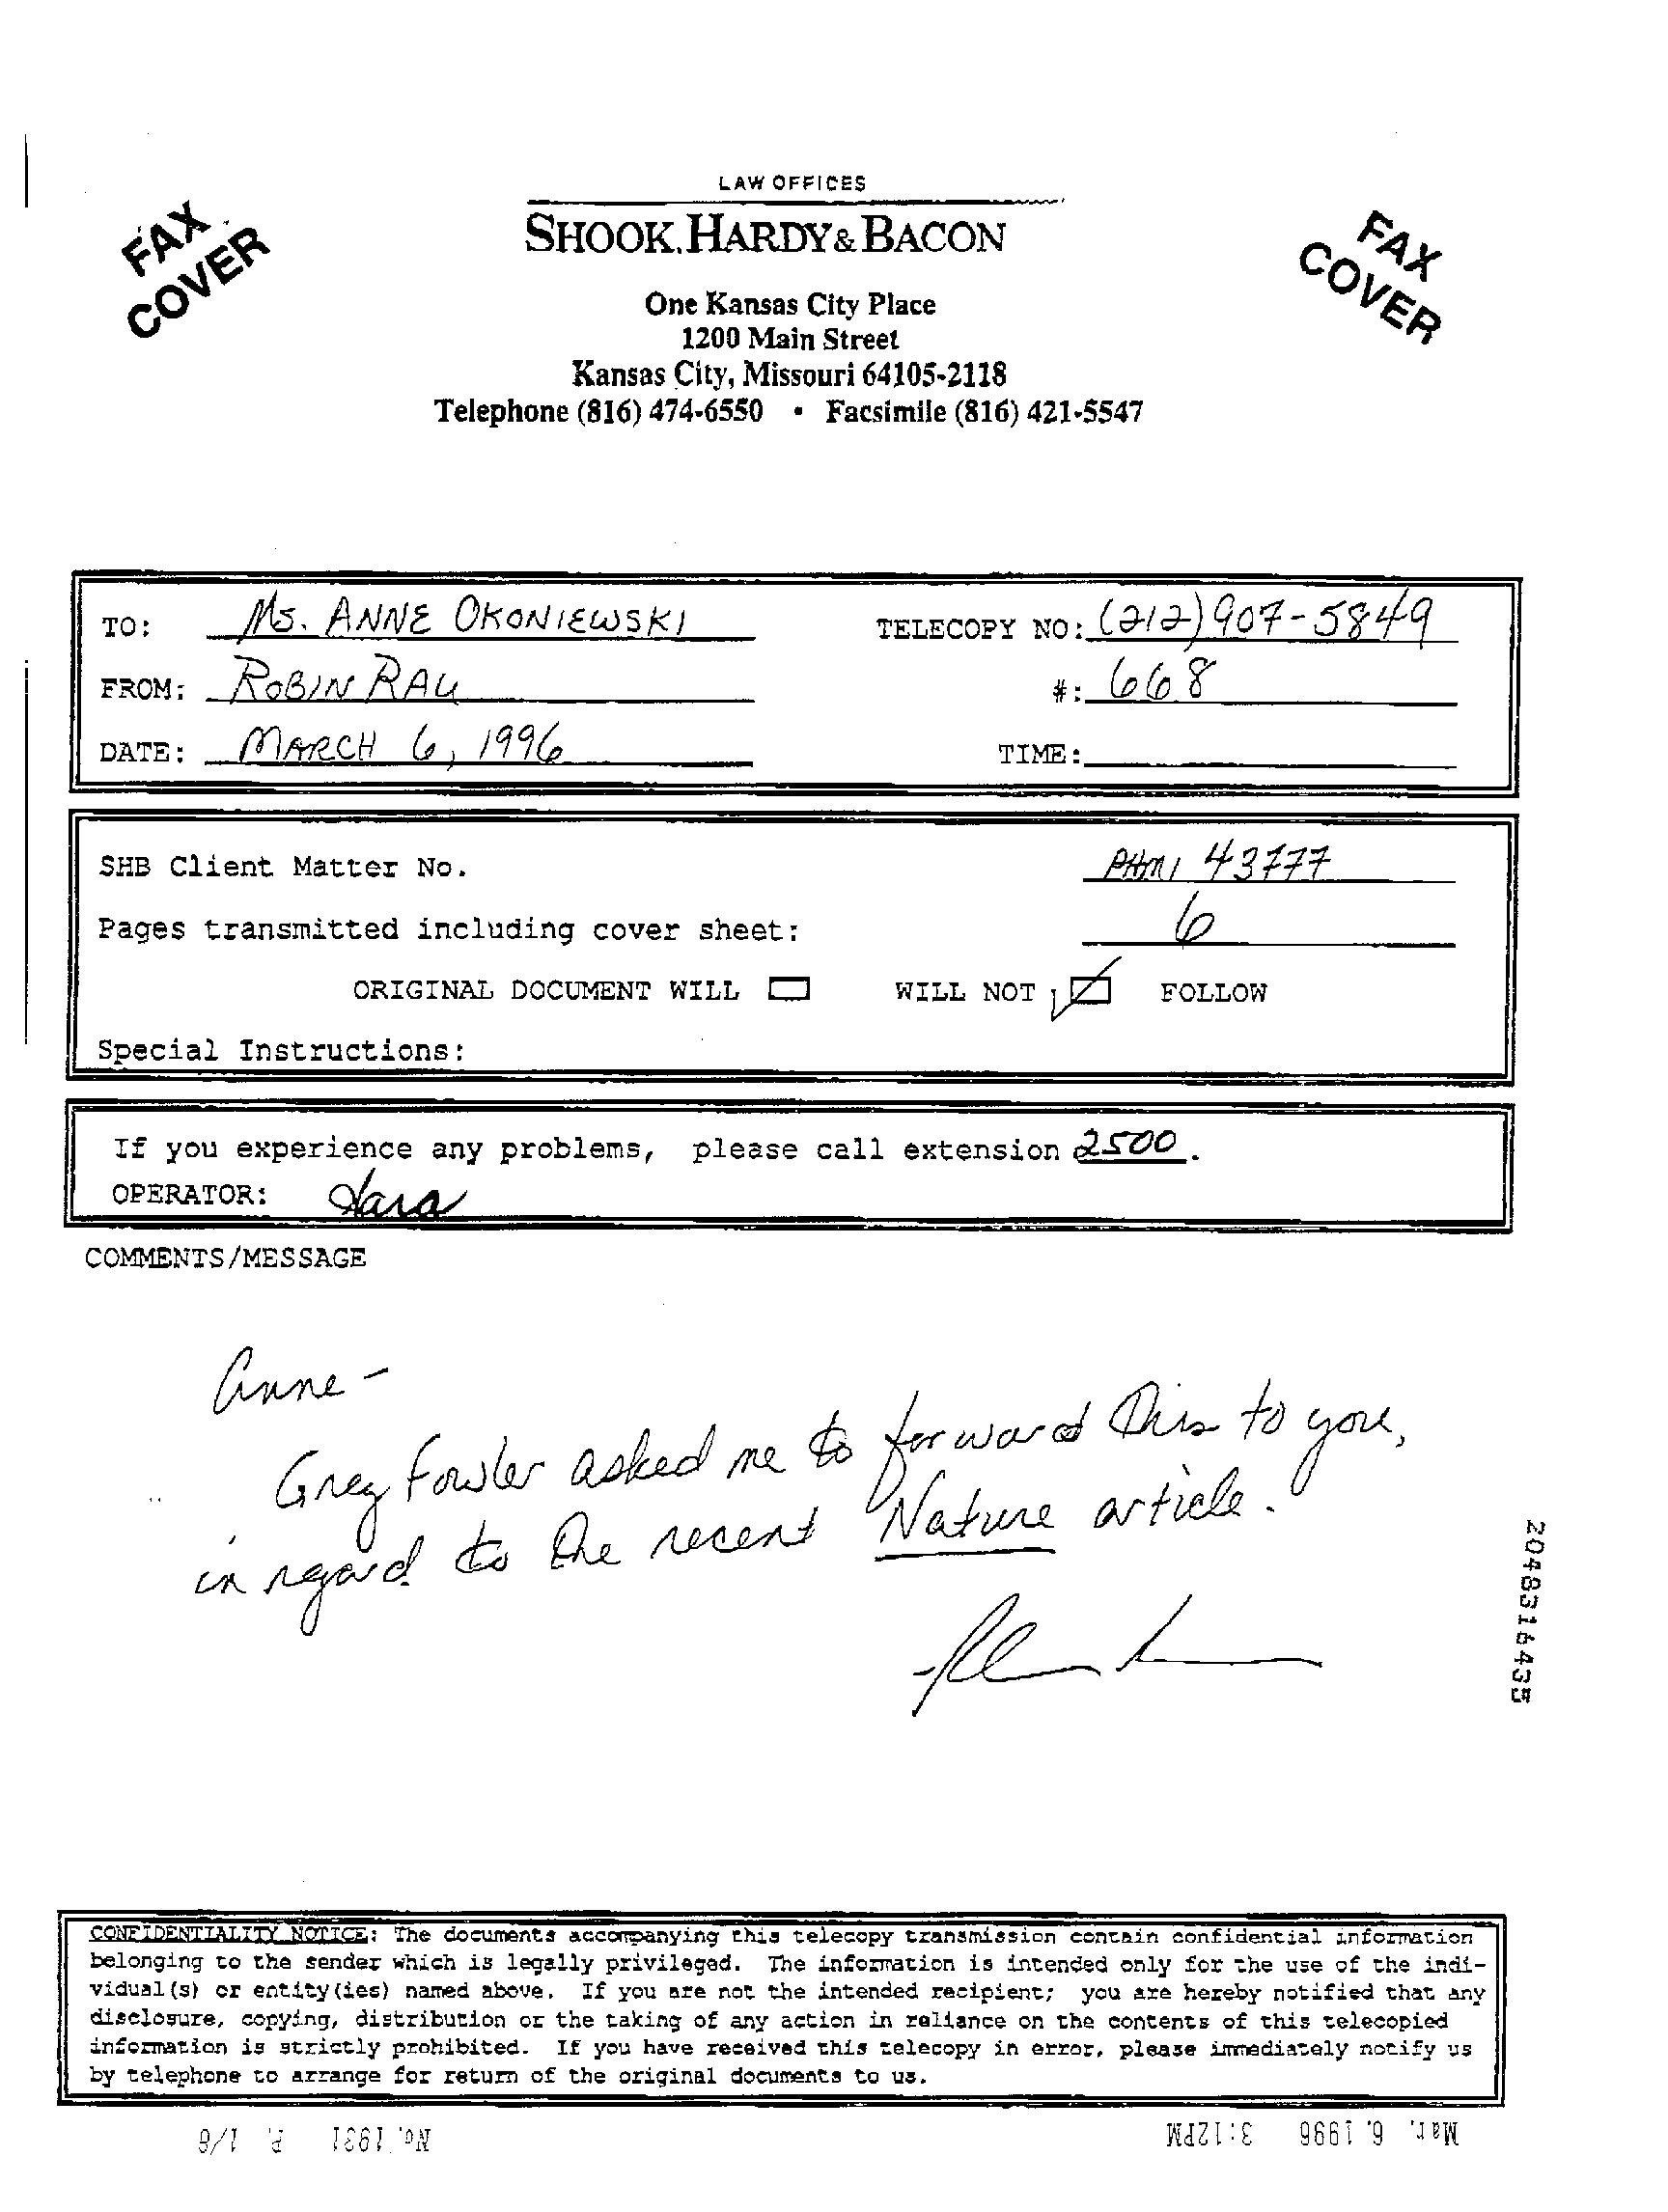 LAW OFFICES
FAX COVER
SHOOK, HARDY & BACON
FAX COVER
One Kansas City Place
1200 Main Street
Kansas City, Missouri 64105-2118
Telephone (816) 474-6550 • Facsimile (816) 421-5547
TO: Ms. ANNE OKONIEWSKI TELECOPY NO: (212) 907-5849
FROM: ROBIN RAU #: 668
DATE: MARCH 6, 1996 TIME:
SHB Client Matter No. PHMI 43777
Pages transmitted including cover sheet: 6
ORIGINAL DOCUMENT WILL WILL NOT FOLLOW
Special Instructions:
If you experience any problems, please call extension 2500.
OPERATOR:
COMMENTS/MESSAGE
Anne -
Greg Fowler asked me to forward this to you,
in regard to the recent Nature article.
2048316435
CONFIDENTIALITY NOTICE: The documents accompanying this telecopy transmission contain confidential information
belonging to the sender which is legally privileged. The information is intended only for the use of the indi-
vidual(s) or entity(ies) named above. If you are not the intended recipient; you are hereby notified that any
disclosure, copying, distribution or the taking of any action in reliance on the contents of this telecopied
information is strictly prohibited. If you have received this telecopy in error, please immediately notify us
by telephone to arrange for return of the original documents to us.
Mar. 6. 1996 3:12PM No. 1931 P. 1/6